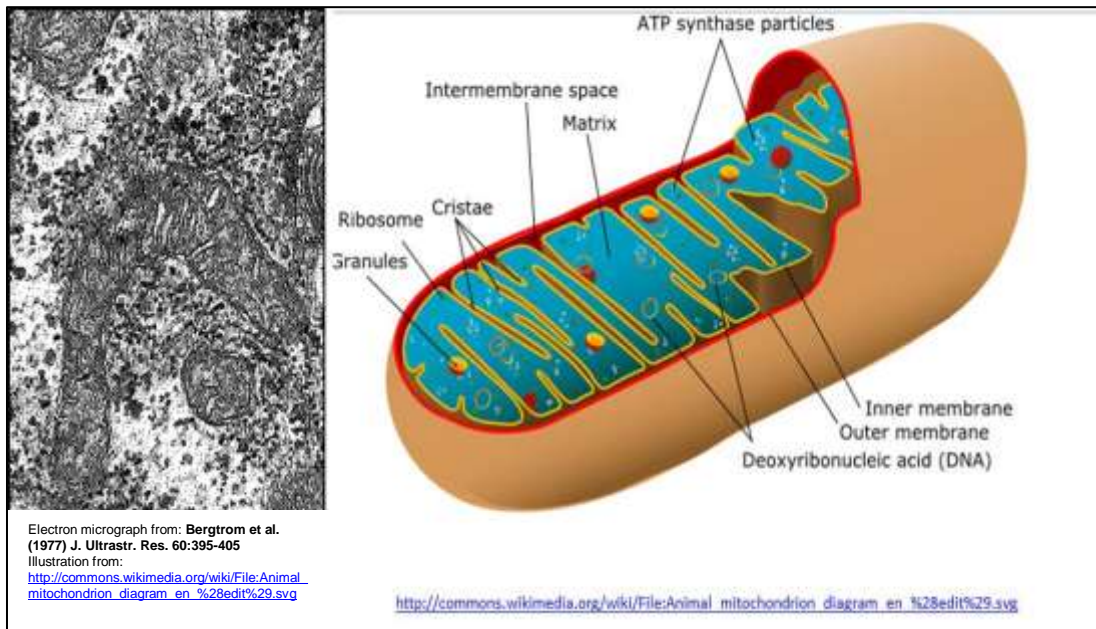 ATP synthase particles
Intermembrane space
Matrix
Cristae
Ribosome
Granules
Inner membrane
Outer membrane
Deoxyribonucleic acid (DNA)
Electron micrograph from: Bergtrom et al.
(1977) J. Ultrastr. Res. 60:395-405
Illustration from:
http://commons.wikimedia.org/wiki/File:Animal_
mitochondrion_diagram_en_%28edit%29.svg
http://commons.wikimedia.org/wiki/File:Animal_mitochondrion_diagram_en_%28edit%29.svg